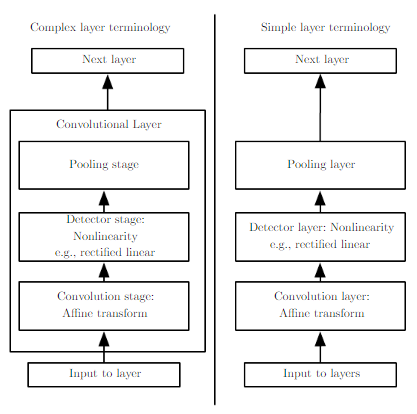 Complex layer terminology
Next layer
Convolutional Layer
Pooling stage
Detector stage:
Nonlinearity
e.g., rectified linear
Convolution stage:
Affine transform
Input to layer
Simple layer terminology
Next layer
Pooling layer
Detector layer: Nonlinearity
e.g., rectified linear
Convolution layer:
Affine transform
Input to layers